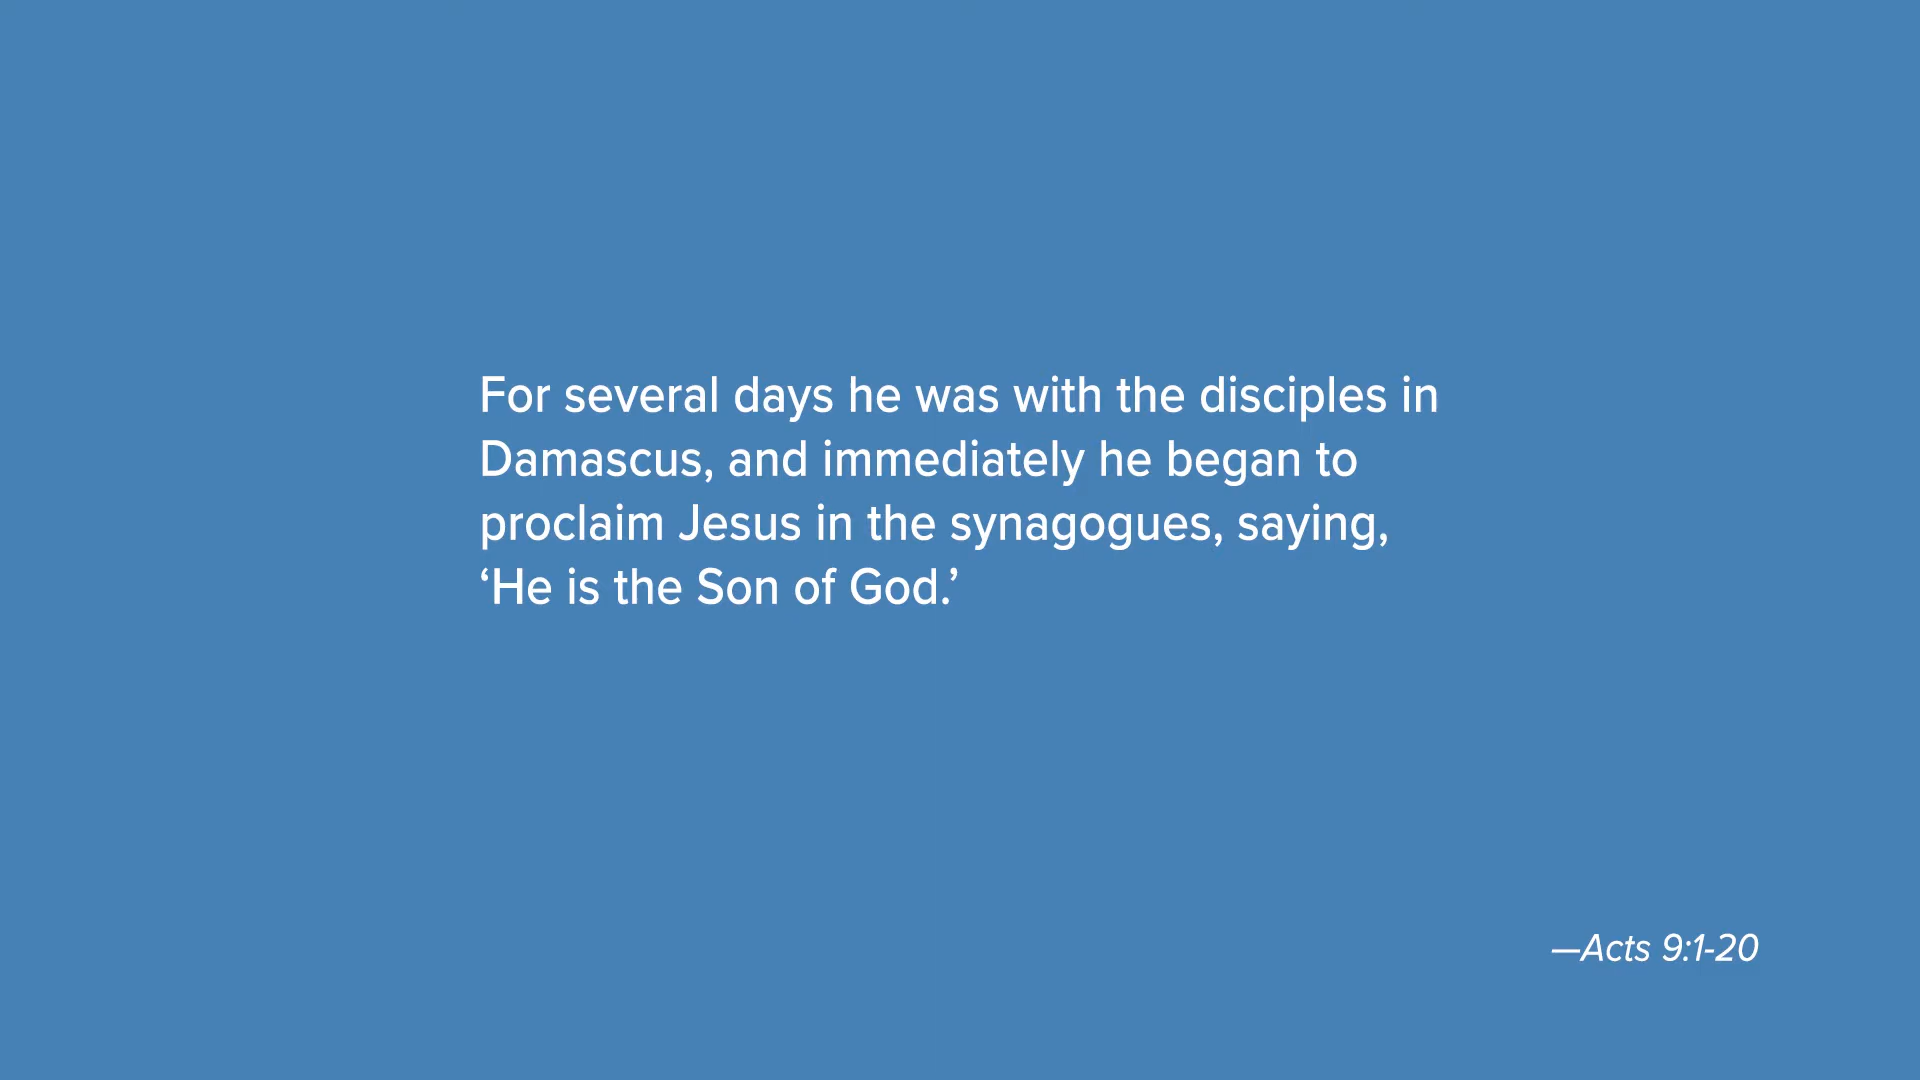 For several days he was with the disciples in
Damascus, and immediately he began to
proclaim Jesus in the synagogues, saying,
‘He is the Son of God.’
—Acts 9:1-20